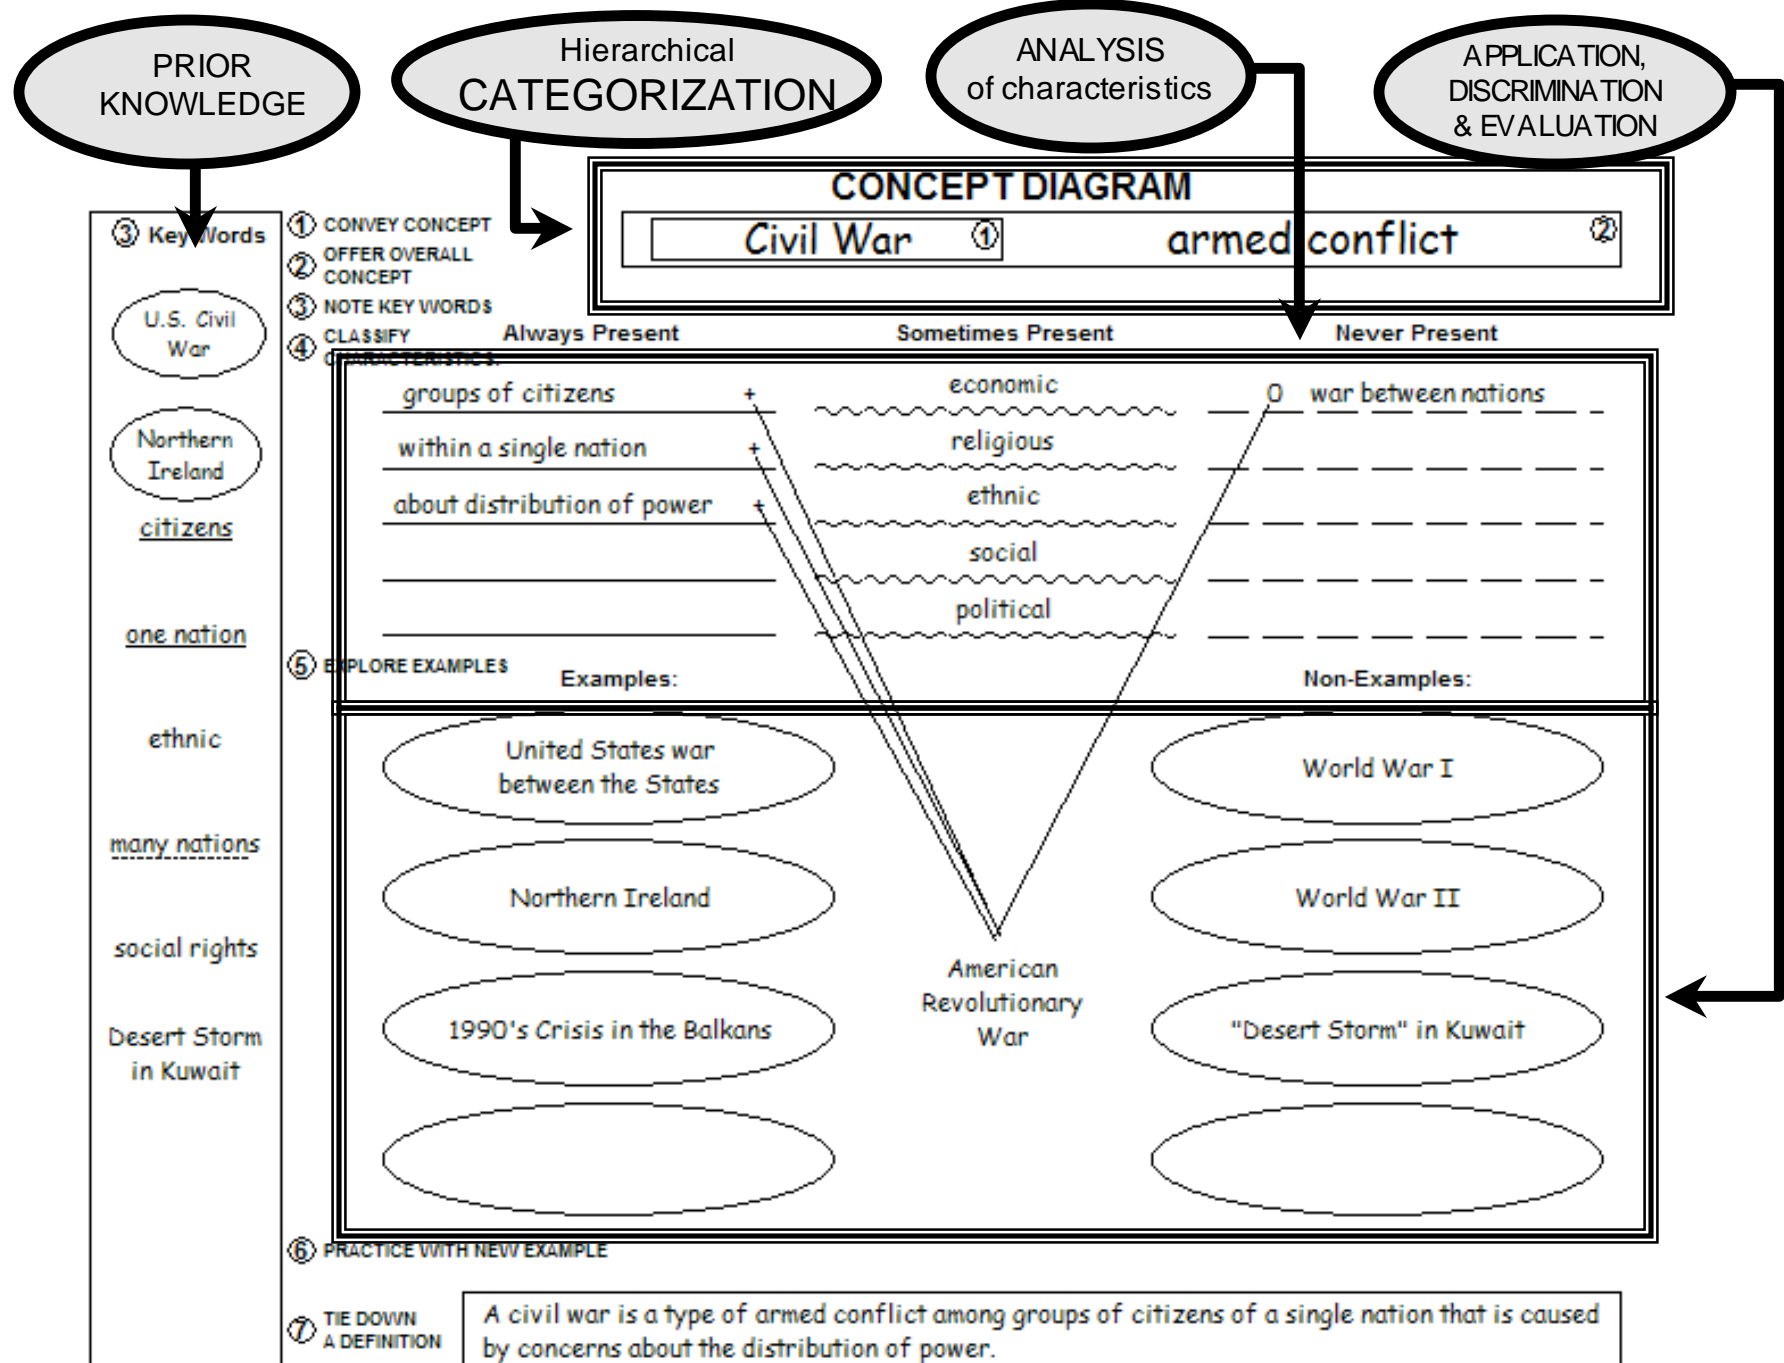 PRIOR
KNOWLEDGE
Hierarchical
CATEGORIZATION
ANALYSIS
of characteristics
APPLICATION,
DISCRIMINATION
& EVALUATION
CONCEPT DIAGRAM
Civil War ① armed conflict ②
③ Key Words
U.S. Civil
War
Northern
Ireland
citizens
one nation
ethnic
many nations
social rights
Desert Storm
in Kuwait
① CONVEY CONCEPT
② OFFER OVERALL
CONCEPT
③ NOTE KEY WORDS
④ CLASSIFY
CHARACTERISTICS.
Always Present Sometimes Present Never Present
groups of citizens + economic O war between nations
within a single nation + religious
about distribution of power + ethnic
social
political
⑤ EXPLORE EXAMPLES
Examples: Non-Examples:
United States war
between the States
World War I
Northern Ireland
World War II
American
Revolutionary
War
1990's Crisis in the Balkans
"Desert Storm" in Kuwait
⑥ PRACTICE WITH NEW EXAMPLE
⑦ TIE DOWN
A DEFINITION
A civil war is a type of armed conflict among groups of citizens of a single nation that is caused
by concerns about the distribution of power.